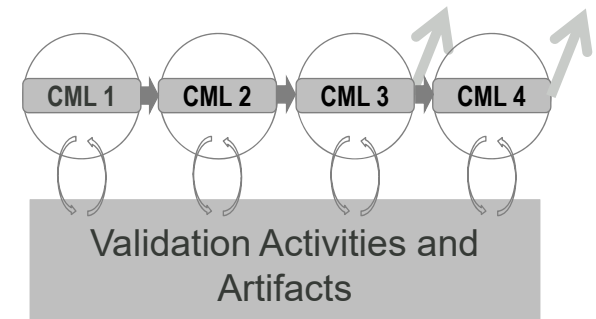 CML 1 CML 2 CML 3 CML 4
Validation Activities and
Artifacts